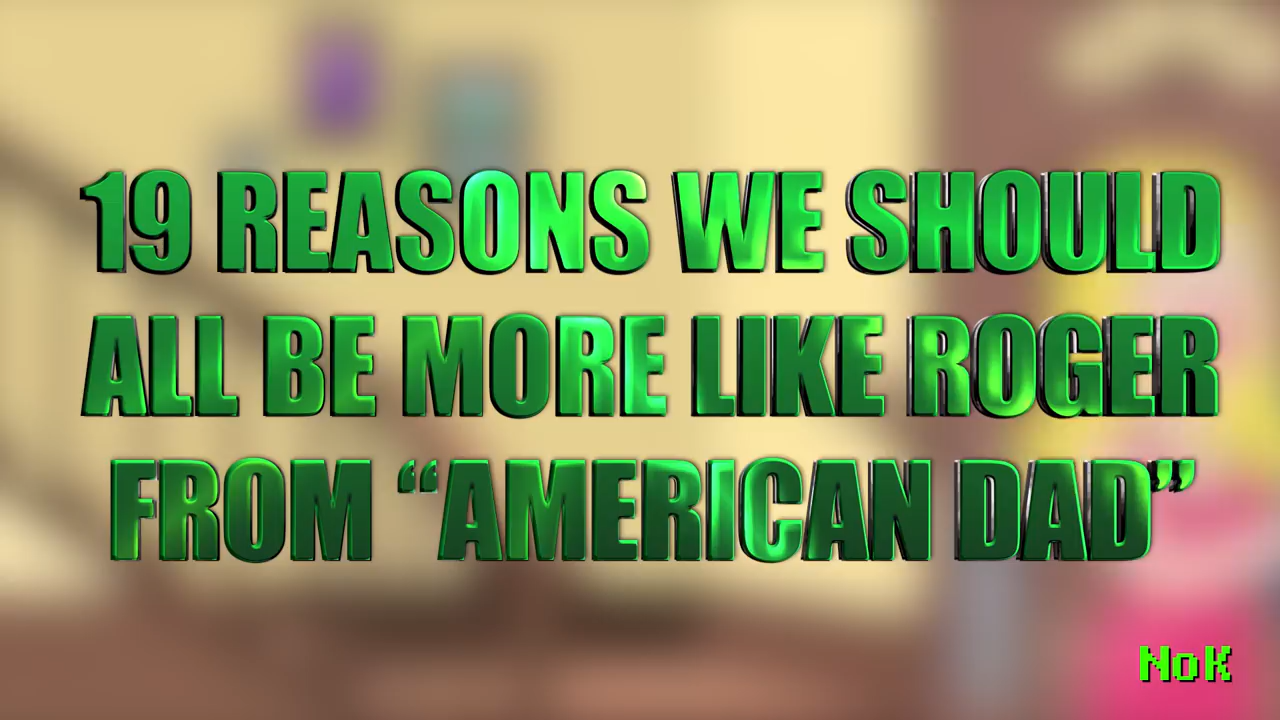 19 REASONS WE SHOULD
ALL BE MORE LIKE ROGER
FROM “AMERICAN DAD”
NoK